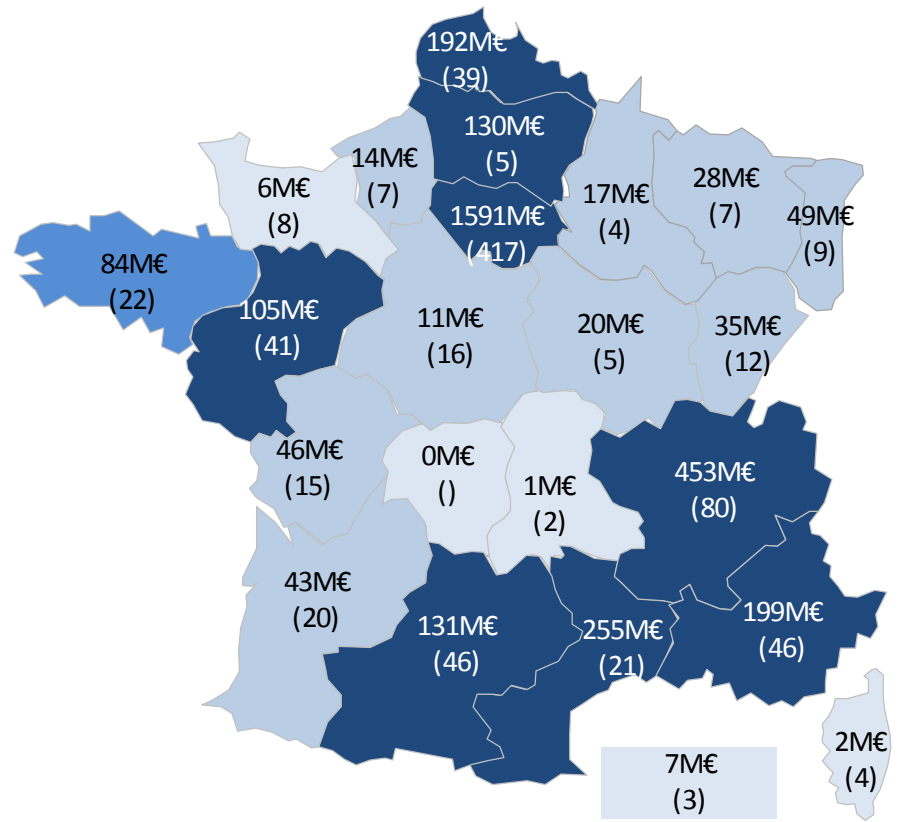 192M€
(39)
130M€
(5)
14M€
(7)
6M€
(8)
1591M€
(417)
17M€
(4)
28M€
(7)
49M€
(9)
84M€
(22)
105M€
(41)
11M€
(16)
20M€
(5)
35M€
(12)
46M€
(15)
0M€
()
1M€
(2)
453M€
(80)
43M€
(20)
131M€
(46)
255M€
(21)
199M€
(46)
2M€
(4)
7M€
(3)